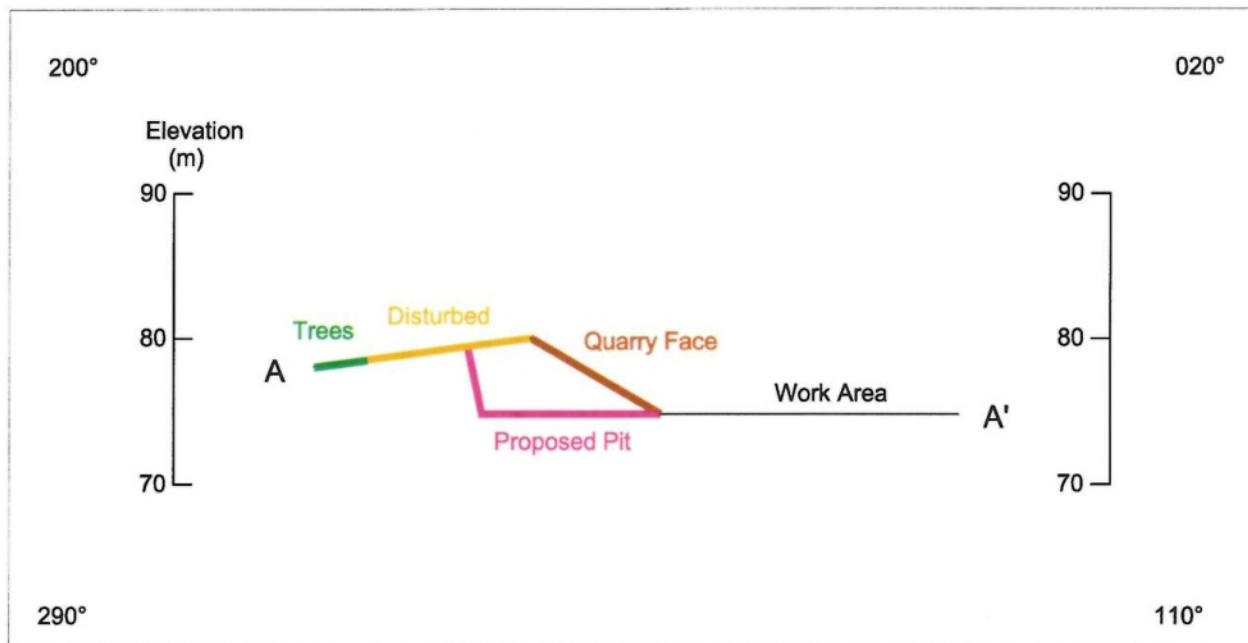 200°
020°
Elevation
(m)
90
90
Disturbed
Trees
80
Quarry Face
80
A
Work Area
A'
Proposed Pit
70
70
290°
110°